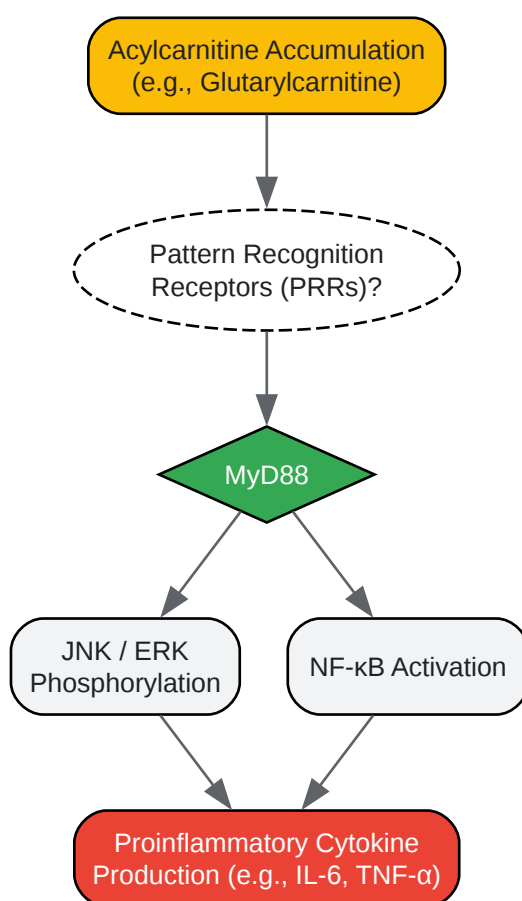 Acylcarnitine Accumulation
(e.g., Glutarylcarnitine)
Pattern Recognition
Receptors (PRRs)?
MyD88
JNK / ERK
Phosphorylation
NF-κB Activation
Proinflammatory Cytokine
Production (e.g., IL-6, TNF-α)